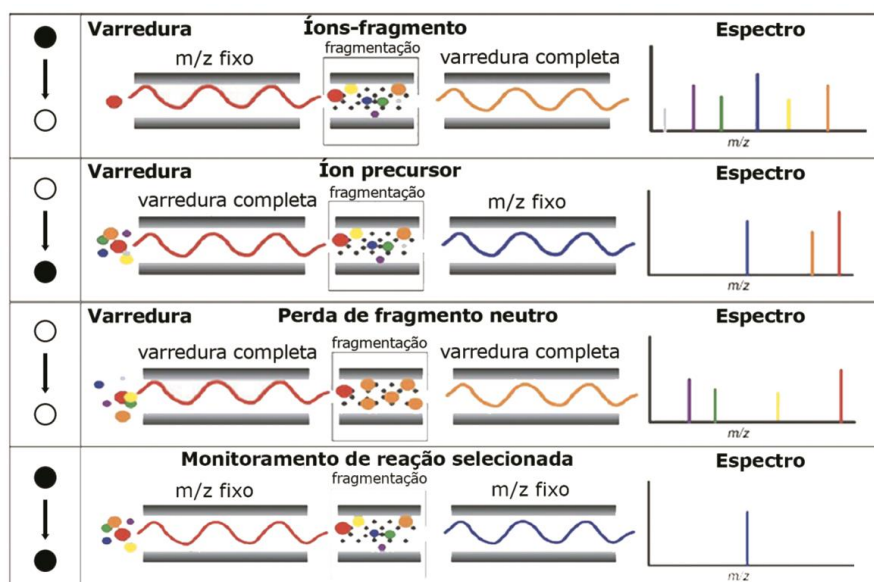 Varredura Íons-fragmento Espectro
fragmentação
m/z fixo varredura completa
m/z
Varredura Íon precursor Espectro
fragmentação
varredura completa m/z fixo
m/z
Varredura Perda de fragmento neutro Espectro
fragmentação
varredura completa varredura completa
m/z
Monitoramento de reação selecionada Espectro
fragmentação
m/z fixo m/z fixo
m/z